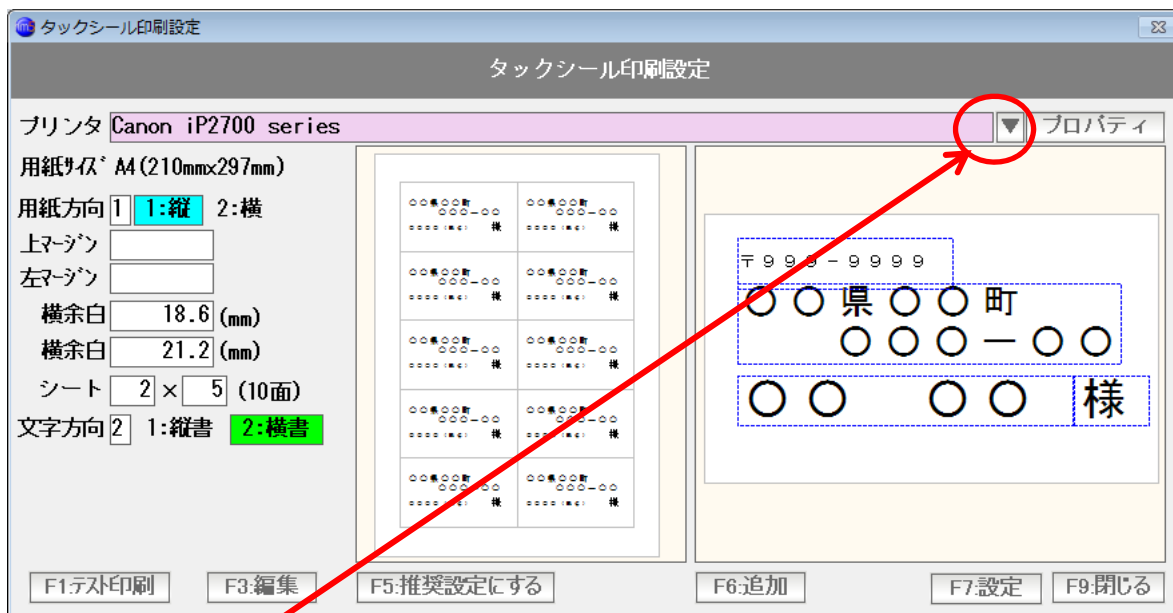 タックシール印刷設定
タックシール印刷設定
プリンタ Canon iP2700 series ▼ プロパティ
用紙ｻｲｽﾞ A4(210mmx297mm)
用紙方向 1 1:縦 2:横
上ﾏｰｼﾞﾝ
左ﾏｰｼﾞﾝ
横余白 18.6 (mm)
横余白 21.2 (mm)
シート 2 × 5 (10面)
文字方向 2 1:縦書 2:横書
〒999-9999
○○県○○町
○○○ー○○
○○ ○○ 様
F1:ﾃｽﾄ印刷 F3:編集 F5:推奨設定にする F6:追加 F7:設定 F9:閉じる